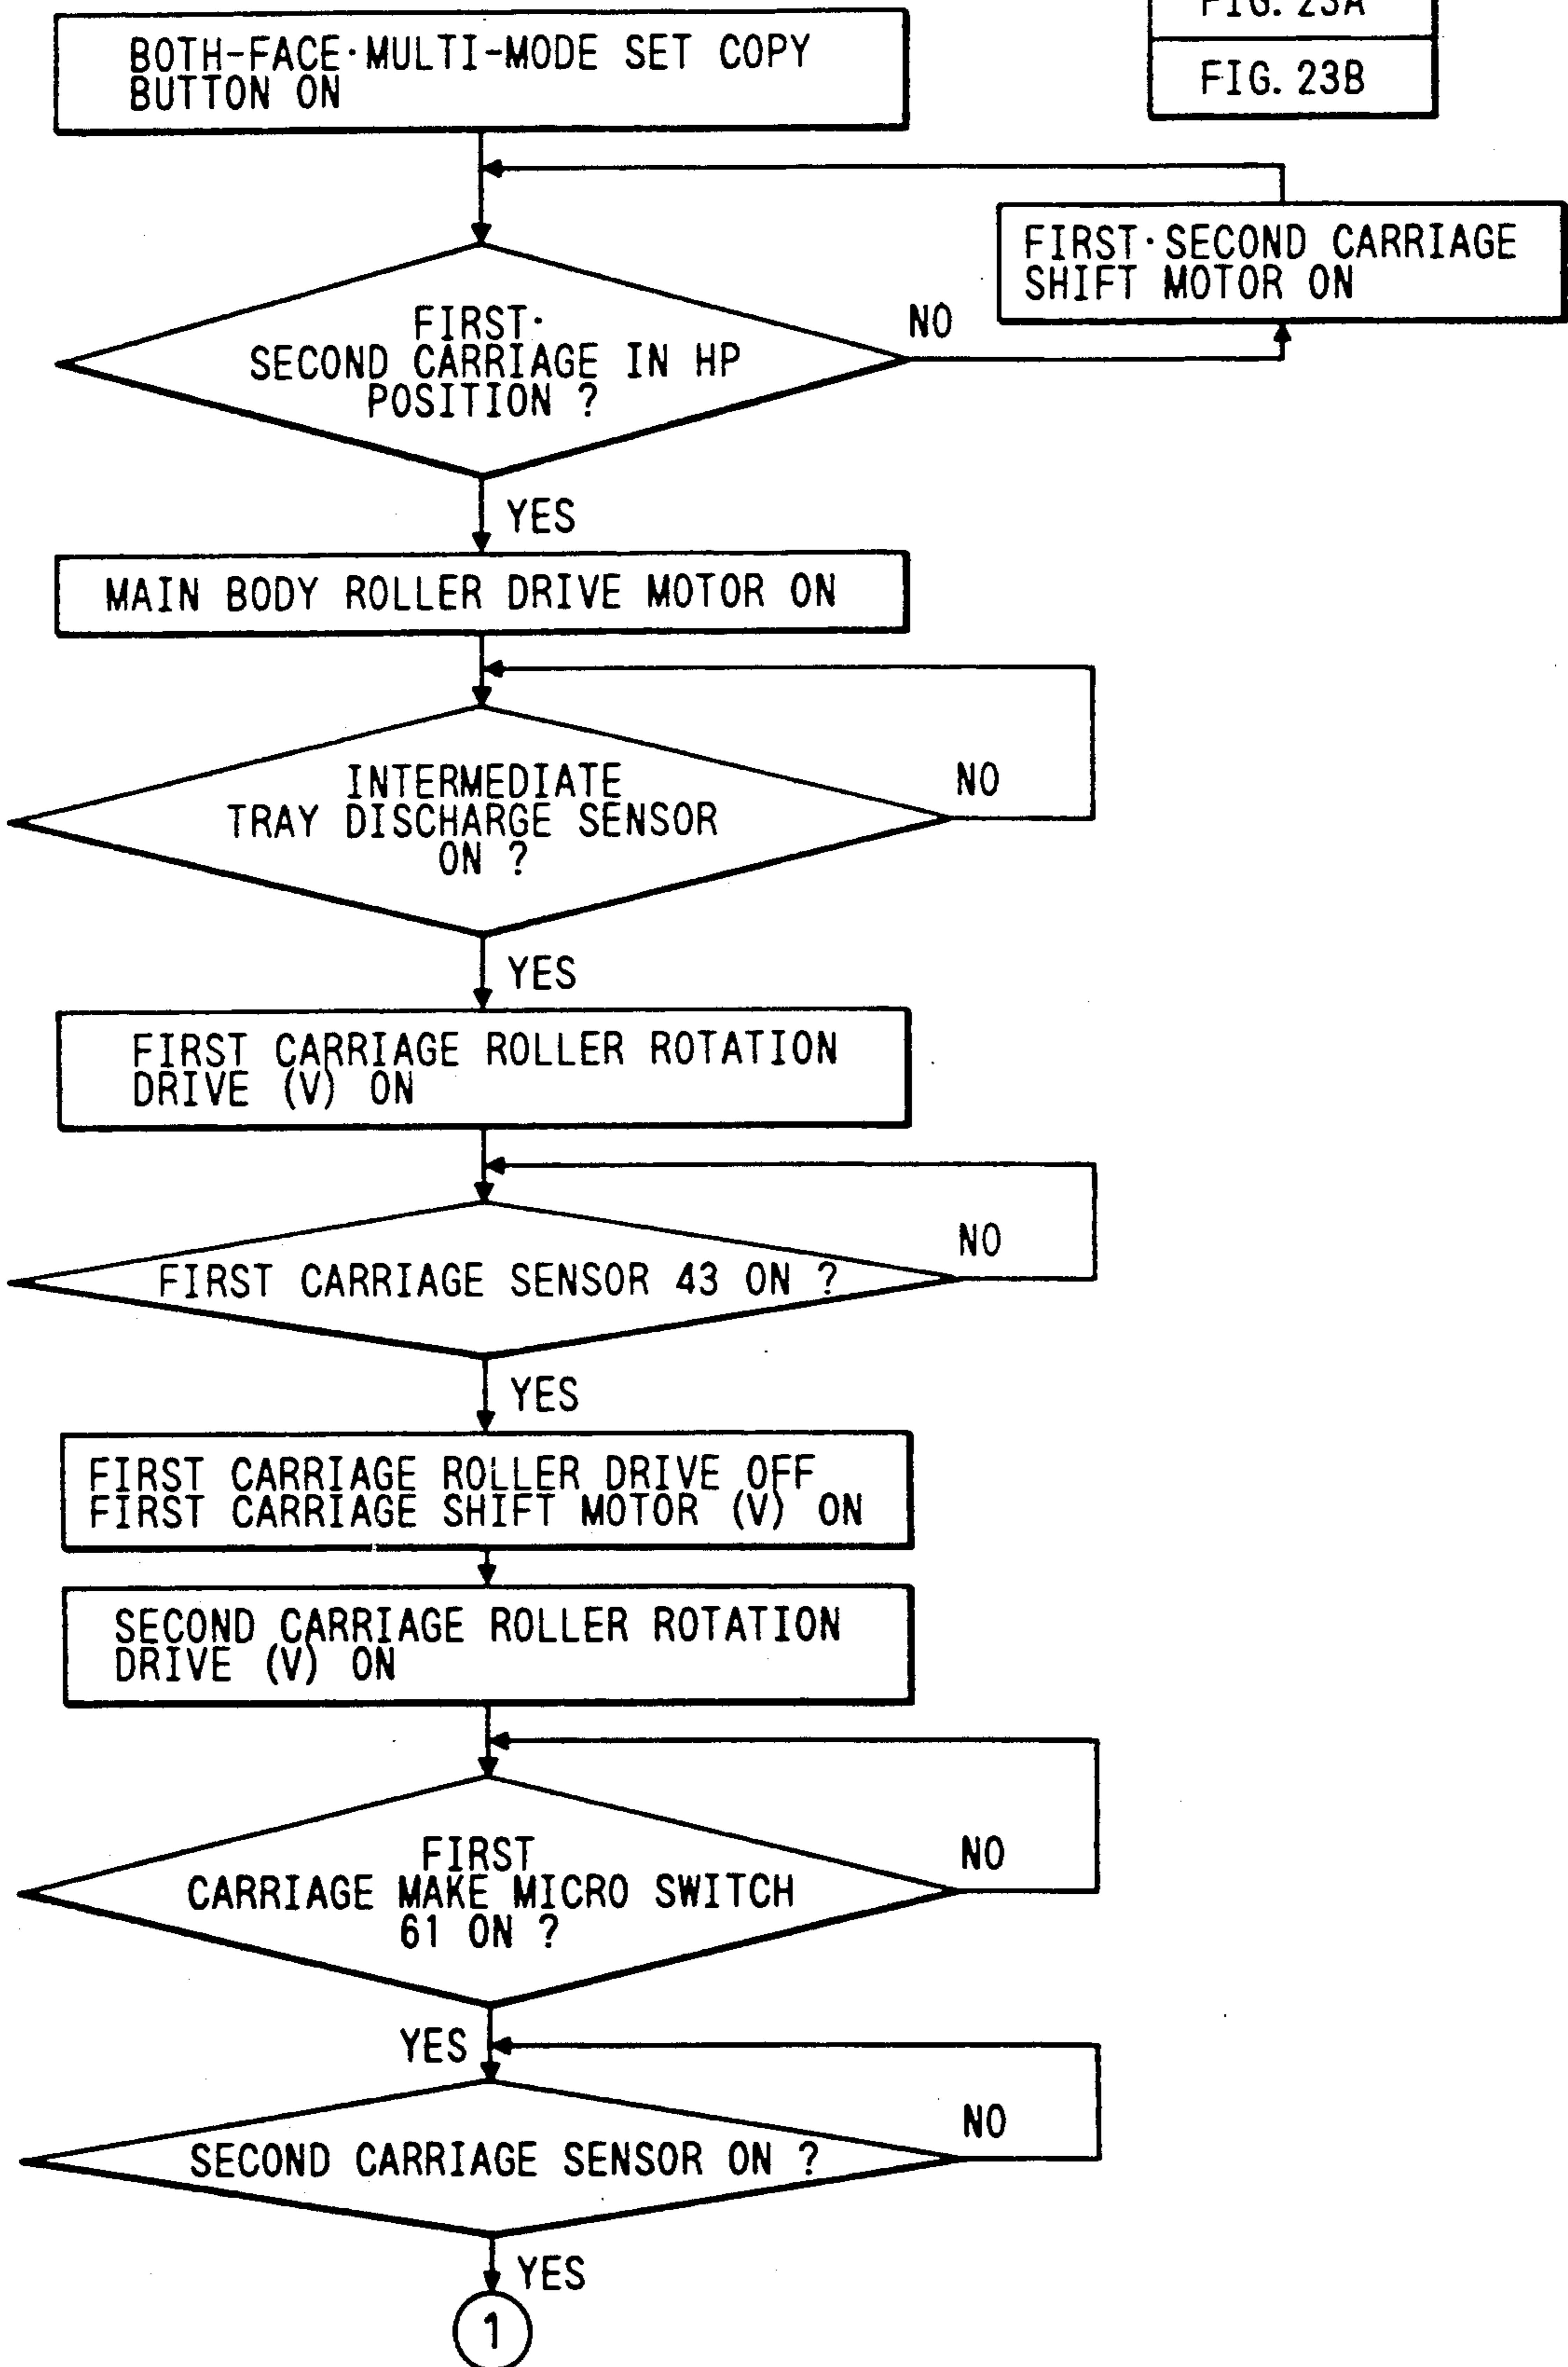 FIG. 23A
BOTH-FACE·MULTI-MODE SET COPY
BUTTON ON
FIG. 23B
FIRST·SECOND CARRIAGE
SHIFT MOTOR ON
FIRST·
SECOND CARRIAGE IN HP
POSITION ?
NO
YES
MAIN BODY ROLLER DRIVE MOTOR ON
INTERMEDIATE
TRAY DISCHARGE SENSOR
ON ?
NO
YES
FIRST CARRIAGE ROLLER ROTATION
DRIVE (V) ON
NO
FIRST CARRIAGE SENSOR 43 ON ?
YES
FIRST CARRIAGE ROLLER DRIVE OFF
FIRST CARRIAGE SHIFT MOTOR (V) ON
SECOND CARRIAGE ROLLER ROTATION
DRIVE (V) ON
FIRST
CARRIAGE MAKE MICRO SWITCH
61 ON ?
NO
YES
NO
SECOND CARRIAGE SENSOR ON ?
YES
1